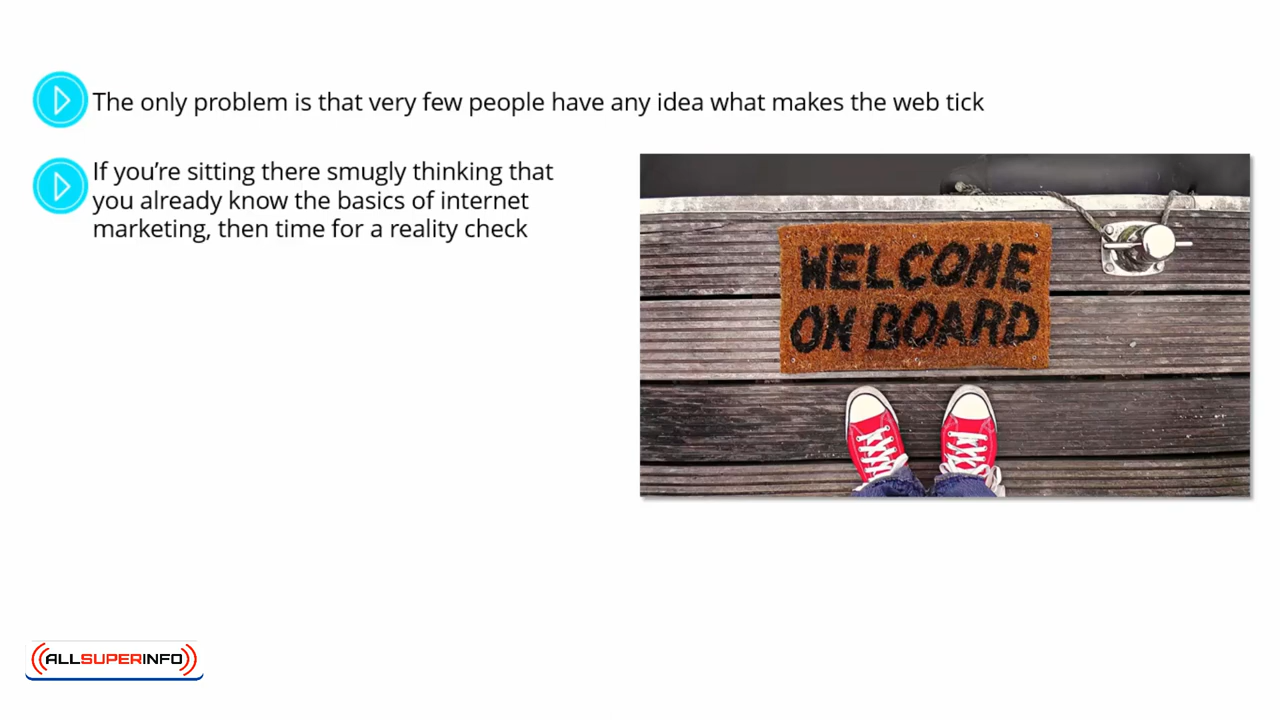 The only problem is that very few people have any idea what makes the web tick
If you’re sitting there smugly thinking that
you already know the basics of internet
marketing, then time for a reality check
WELCOME
ON BOARD
ALLSUPERINFO